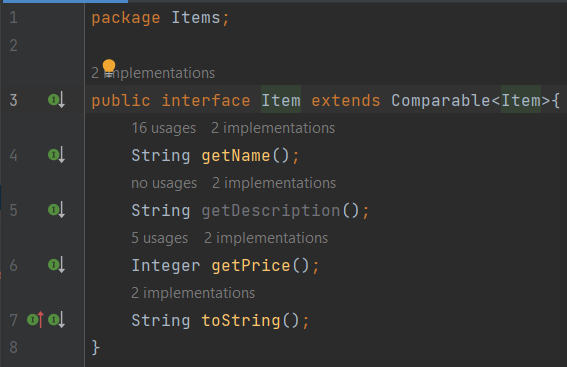 1 package Items;
2
2 implementations
3 public interface Item extends Comparable<Item>{
16 usages 2 implementations
4 String getName();
no usages 2 implementations
5 String getDescription();
5 usages 2 implementations
6 Integer getPrice();
2 implementations
7 String toString();
8 }